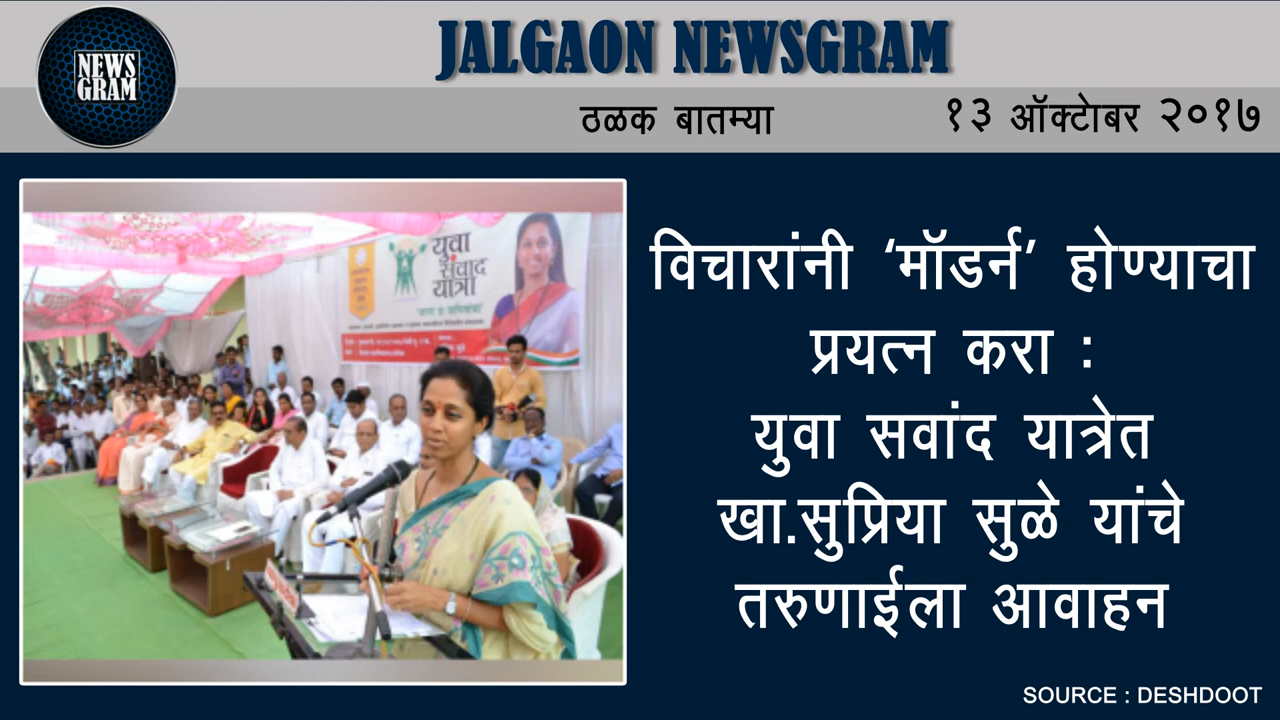 NEWS
GRAM
JALGAON NEWSGRAM
ठळक बातम्या
१३ ऑक्टोबर २०१७
युवा
संवाद
यात्रा
विचारांनी ‘मॉडर्न’ होण्याचा
प्रयत्न करा :
युवा सवांद यात्रेत
खा.सुप्रिया सुळे यांचे
तरुणाईला आवाहन
SOURCE : DESHDOOT